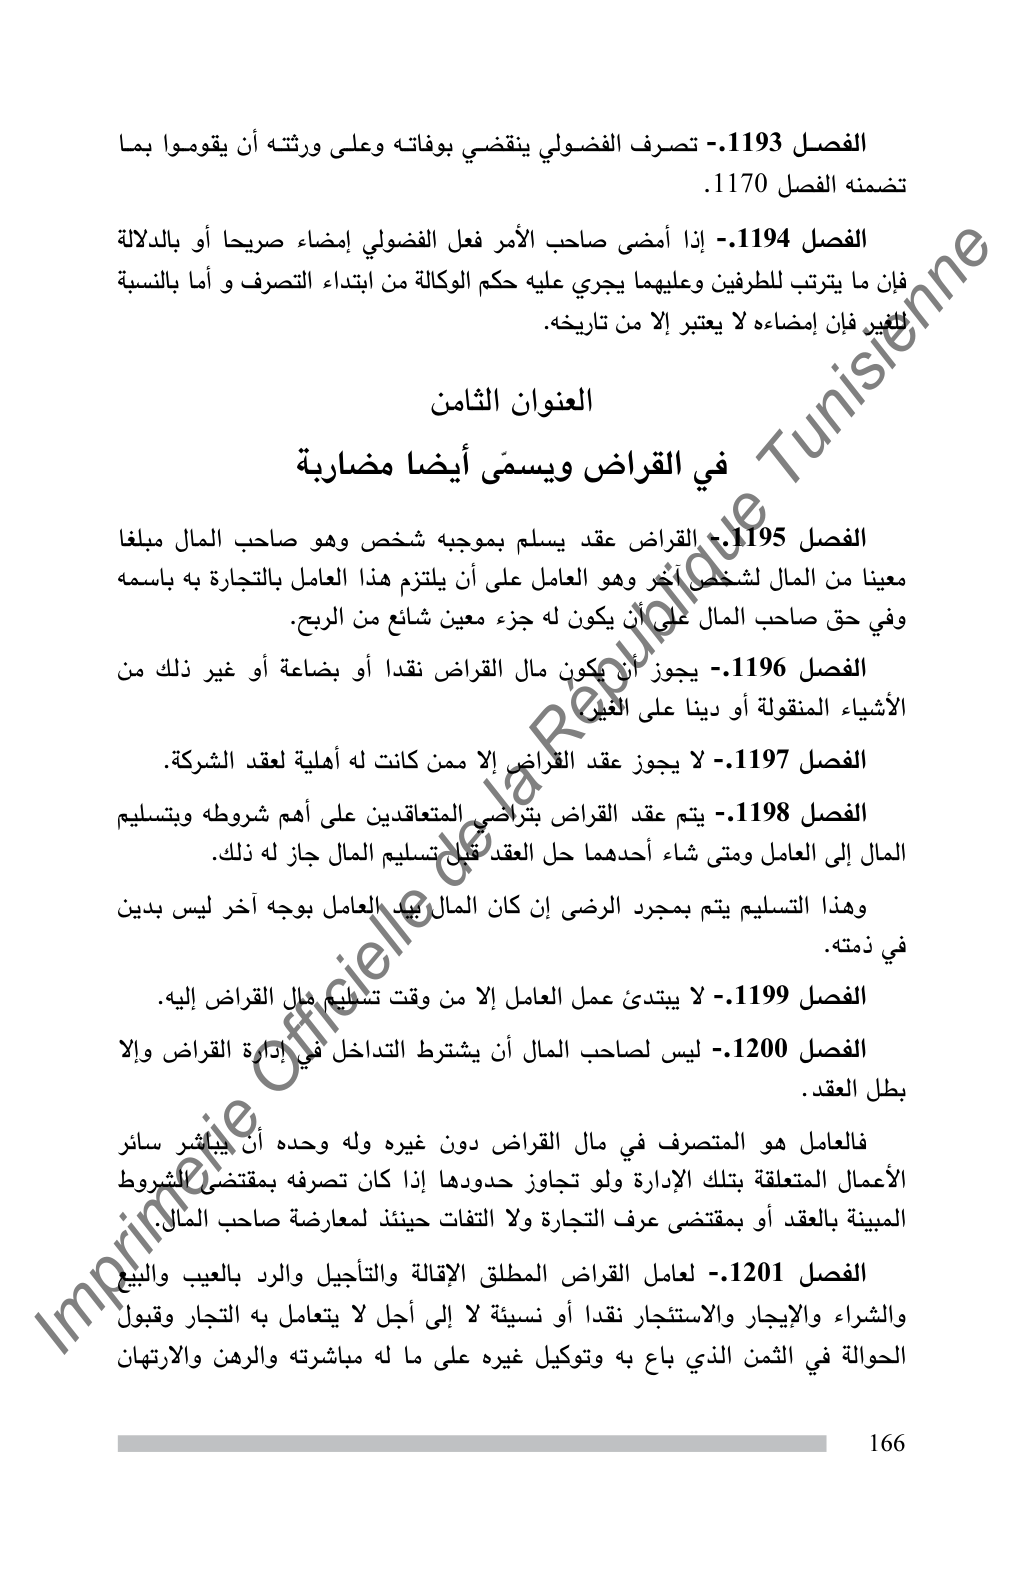 الفصل 1193.- تصرف الفضولي ينقضي بوفاته وعلى ورثته أن يقوموا بما
تضمنه الفصل 1170.
الفصل 1194.- إذا أمضى صاحب الأمر فعل الفضولي إمضاء صريحا أو بالدلالة
فإن ما يترتب للطرفين وعليهما يجري عليه حكم الوكالة من ابتداء التصرف و أما بالنسبة
للغير فإن إمضاءه لا يعتبر إلا من تاريخه.
العنوان الثامن
في القراض ويسمّى أيضا مضاربة
الفصل 1195.- القراض عقد يسلم بموجبه شخص وهو صاحب المال مبلغا
معينا من المال لشخص آخر وهو العامل على أن يلتزم هذا العامل بالتجارة به باسمه
وفي حق صاحب المال على أن يكون له جزء معين شائع من الربح.
الفصل 1196.- يجوز أن يكون مال القراض نقدا أو بضاعة أو غير ذلك من
الأشياء المنقولة أو دينا على الغير.
الفصل 1197.- لا يجوز عقد القراض إلا ممن كانت له أهلية لعقد الشركة.
الفصل 1198.- يتم عقد القراض بتراضي المتعاقدين على أهم شروطه وبتسليم
المال إلى العامل ومتى شاء أحدهما حل العقد قبل تسليم المال جاز له ذلك.
وهذا التسليم يتم بمجرد الرضى إن كان المال بيد العامل بوجه آخر ليس بدين
في ذمته.
الفصل 1199.- لا يبتدئ عمل العامل إلا من وقت تسليم مال القراض إليه.
الفصل 1200.- ليس لصاحب المال أن يشترط التداخل في إدارة القراض وإلا
بطل العقد.
فالعامل هو المتصرف في مال القراض دون غيره وله وحده أن يباشر سائر
الأعمال المتعلقة بتلك الإدارة ولو تجاوز حدودها إذا كان تصرفه بمقتضى الشروط
المبينة بالعقد أو بمقتضى عرف التجارة ولا التفات حينئذ لمعارضة صاحب المال.
الفصل 1201.- لعامل القراض المطلق الإقالة والتأجيل والرد بالعيب والبيع
والشراء والإيجار والاستئجار نقدا أو نسيئة لا إلى أجل لا يتعامل به التجار وقبول
الحوالة في الثمن الذي باع به وتوكيل غيره على ما له مباشرته والرهن والارتهان
166
Imprimerie Officielle de la République Tunisienne